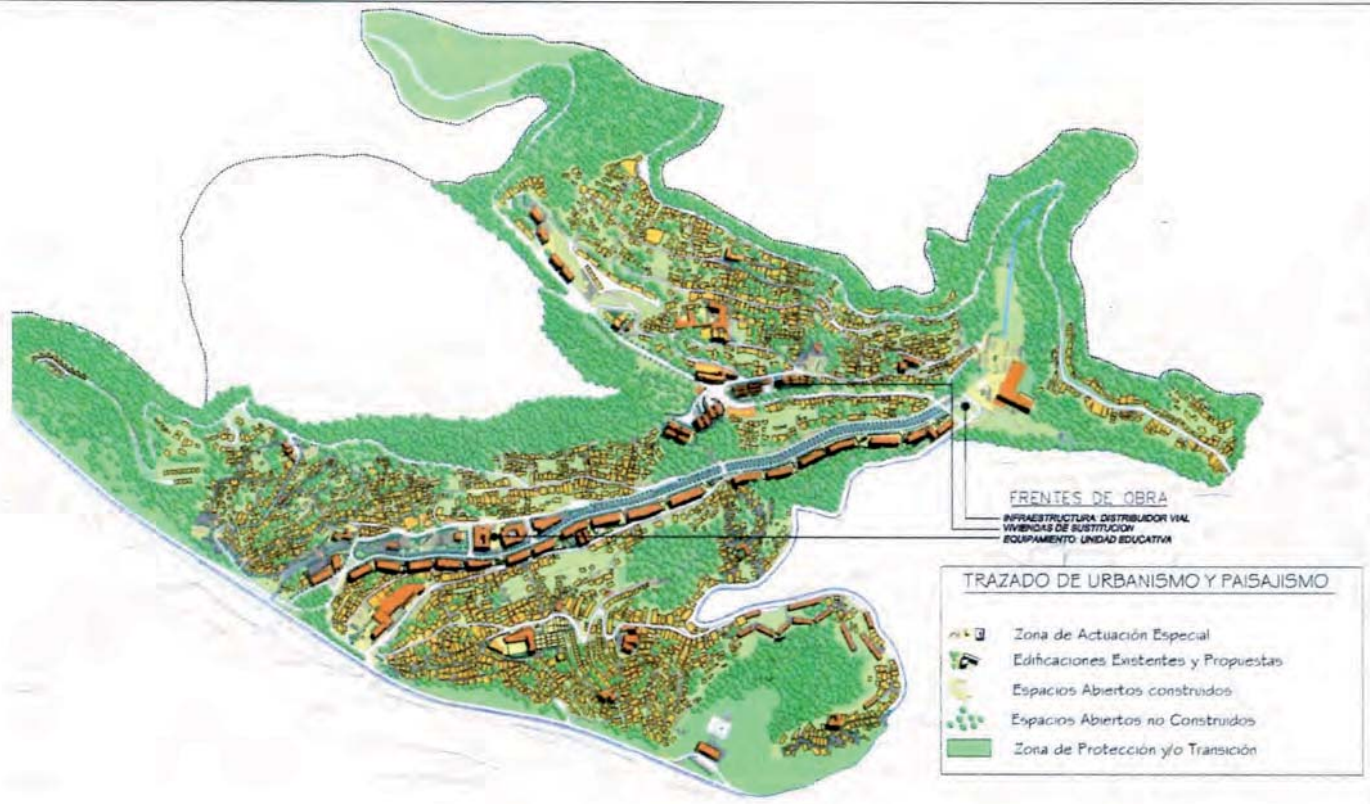 FRENTES DE OBRA
INFRAESTRUCTURA: DISTRIBUIDOR VIAL
VIVIENDAS DE SUSTITUCION
EQUIPAMIENTO: UNIDAD EDUCATIVA
TRAZADO DE URBANISMO Y PAISAJISMO
Zona de Actuación Especial
Edificaciones Existentes y Propuestas
Espacios Abiertos construidos
Espacios Abiertos no Construidos
Zona de Protección y/o Transición